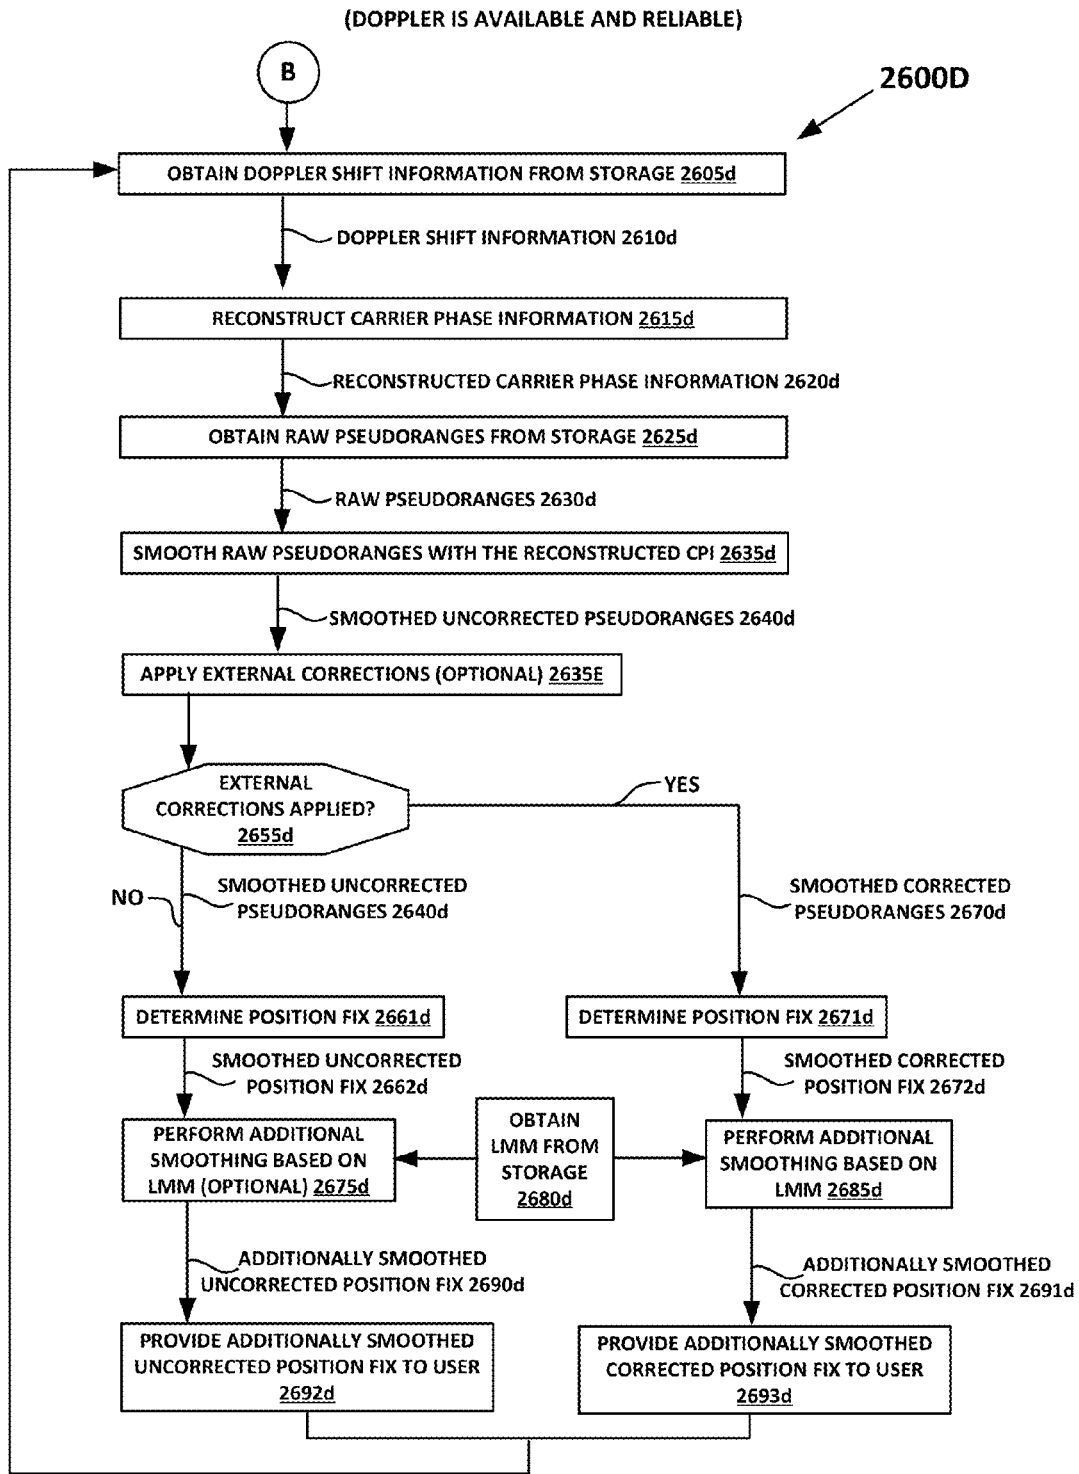 (DOPPLER IS AVAILABLE AND RELIABLE)
B
2600D
OBTAIN DOPPLER SHIFT INFORMATION FROM STORAGE 2605d
DOPPLER SHIFT INFORMATION 2610d
RECONSTRUCT CARRIER PHASE INFORMATION 2615d
RECONSTRUCTED CARRIER PHASE INFORMATION 2620d
OBTAIN RAW PSEUDORANGES FROM STORAGE 2625d
RAW PSEUDORANGES 2630d
SMOOTH RAW PSEUDORANGES WITH THE RECONSTRUCTED CPI 2635d
SMOOTHED UNCORRECTED PSEUDORANGES 2640d
APPLY EXTERNAL CORRECTIONS (OPTIONAL) 2635E
EXTERNAL
CORRECTIONS APPLIED?
2655d
YES
NO
SMOOTHED UNCORRECTED
PSEUDORANGES 2640d
SMOOTHED CORRECTED
PSEUDORANGES 2670d
DETERMINE POSITION FIX 2661d
DETERMINE POSITION FIX 2671d
SMOOTHED UNCORRECTED
POSITION FIX 2662d
SMOOTHED CORRECTED
POSITION FIX 2672d
PERFORM ADDITIONAL
SMOOTHING BASED ON
LMM (OPTIONAL) 2675d
OBTAIN
LMM FROM
STORAGE
2680d
PERFORM ADDITIONAL
SMOOTHING BASED ON
LMM 2685d
ADDITIONALLY SMOOTHED
UNCORRECTED POSITION FIX 2690d
ADDITIONALLY SMOOTHED
CORRECTED POSITION FIX 2691d
PROVIDE ADDITIONALLY SMOOTHED
UNCORRECTED POSITION FIX TO USER
2692d
PROVIDE ADDITIONALLY SMOOTHED
CORRECTED POSITION FIX TO USER
2693d